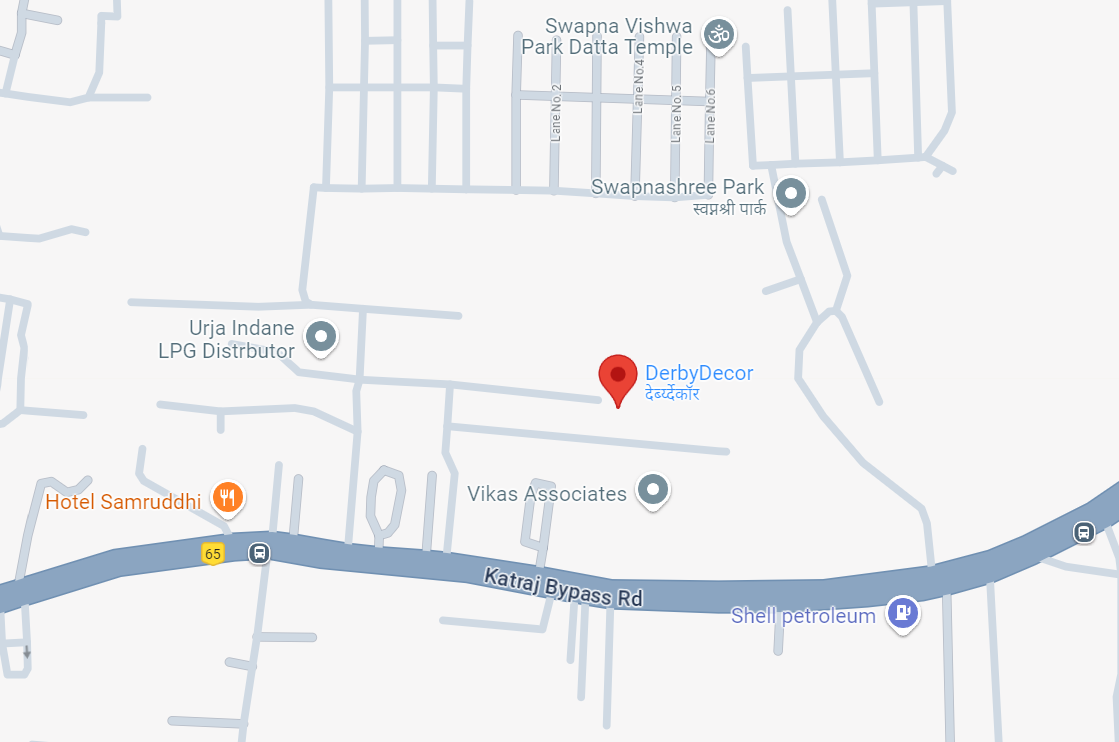 Swapna Vishwa
Park Datta Temple
Lane No. 2
Lane No.4
Lane No. 5
Lane No.6
Swapnashree Park
स्वप्नश्री पार्क
Urja Indane
LPG Distrbutor
DerbyDecor
Vikas Associates
Hotel Samruddhi
65
Katraj Bypass Rd
Shell petroleum